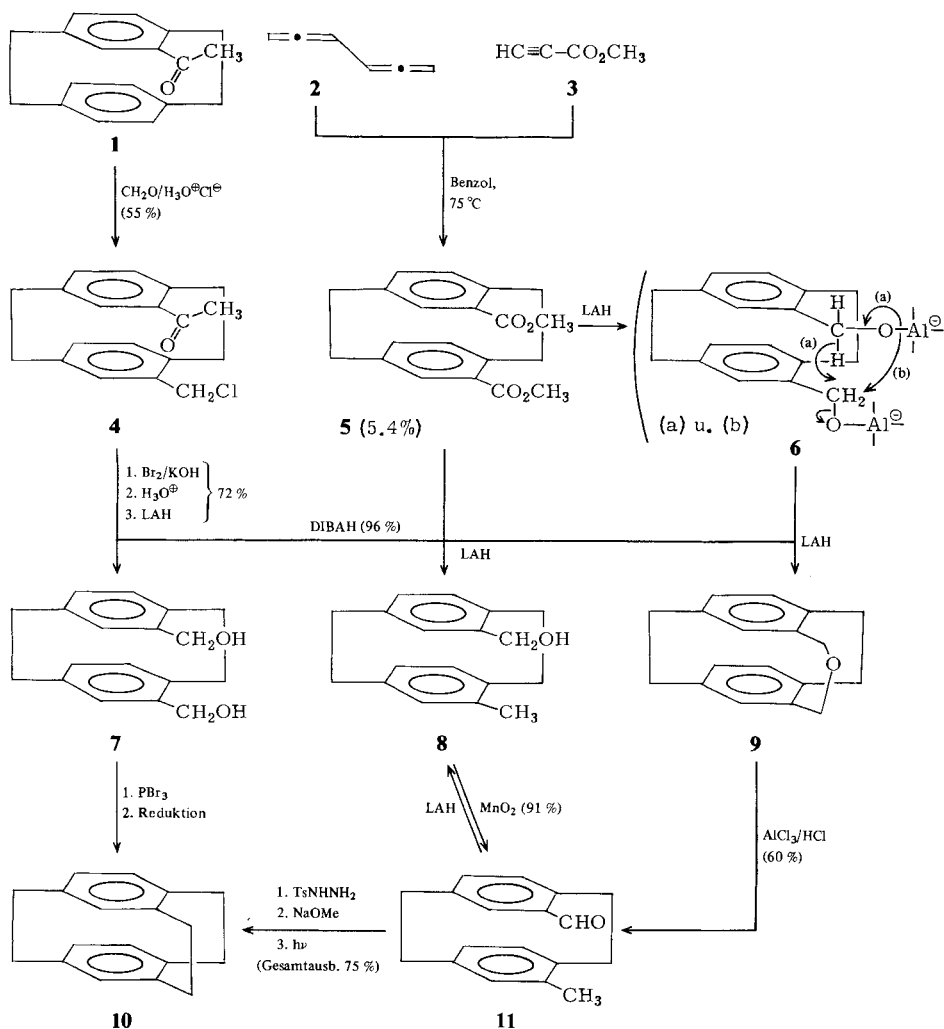 CH₃
O
HC≡C–CO₂CH₃
1
2
3
CH₂O/H₃O⊕Cl⊖
(55 %)
Benzol,
75 °C
CH₃
O
CH₂Cl
CO₂CH₃
CO₂CH₃
LAH
H
(a)
C–O–Al⊖
(a)
H
(b)
CH₂
O–Al⊖
(a) u. (b)
4
5 (5.4%)
6
1. Br₂/KOH
2. H₃O⊕
3. LAH
72 %
DIBAH (96 %)
LAH
LAH
CH₂OH
CH₂OH
CH₂OH
CH₃
O
7
8
9
1. PBr₃
2. Reduktion
LAH
MnO₂ (91 %)
AlCl₃/HCl
(60 %)
1. TsNHNH₂
2. NaOMe
3. hν
(Gesamtausb. 75 %)
CHO
CH₃
10
11